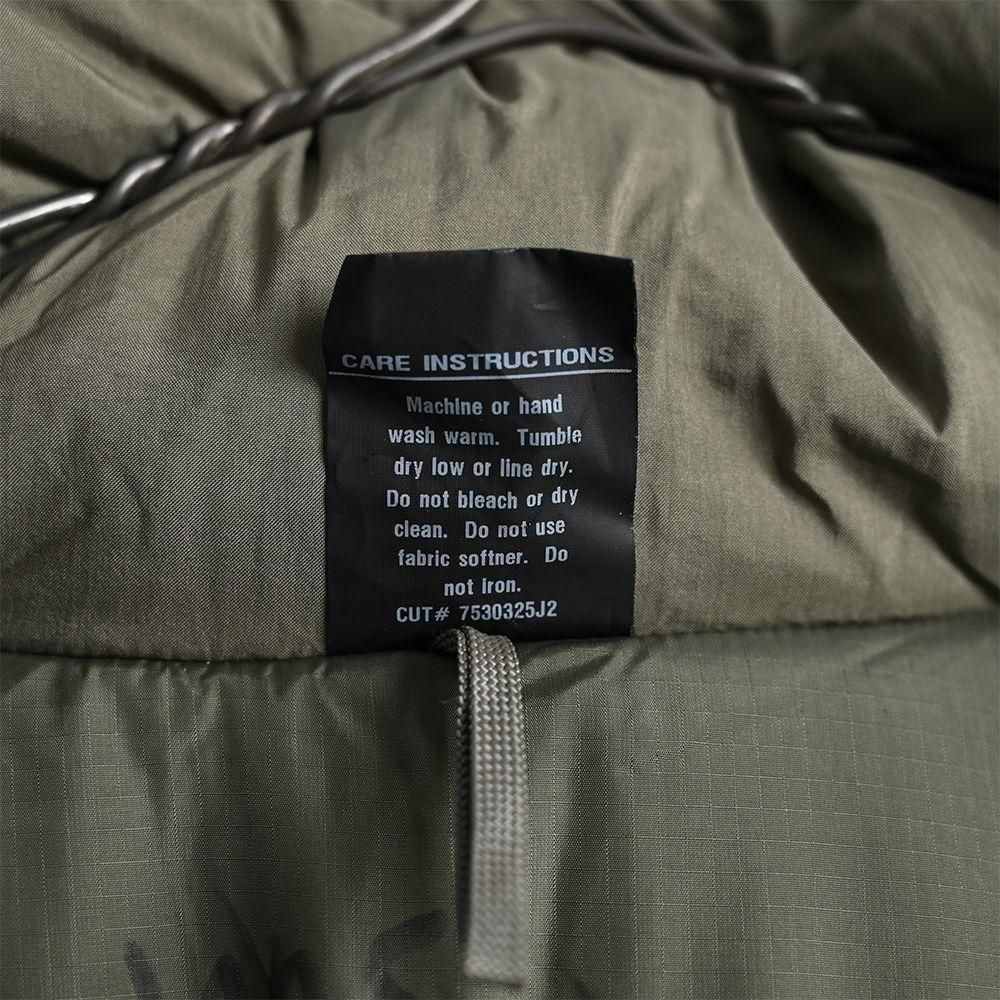 CARE INSTRUCTIONS
Machine or hand
wash warm. Tumble
dry low or line dry.
Do not bleach or dry
clean. Do not use
fabric softner. Do
not iron.
CUT# 7530325J2